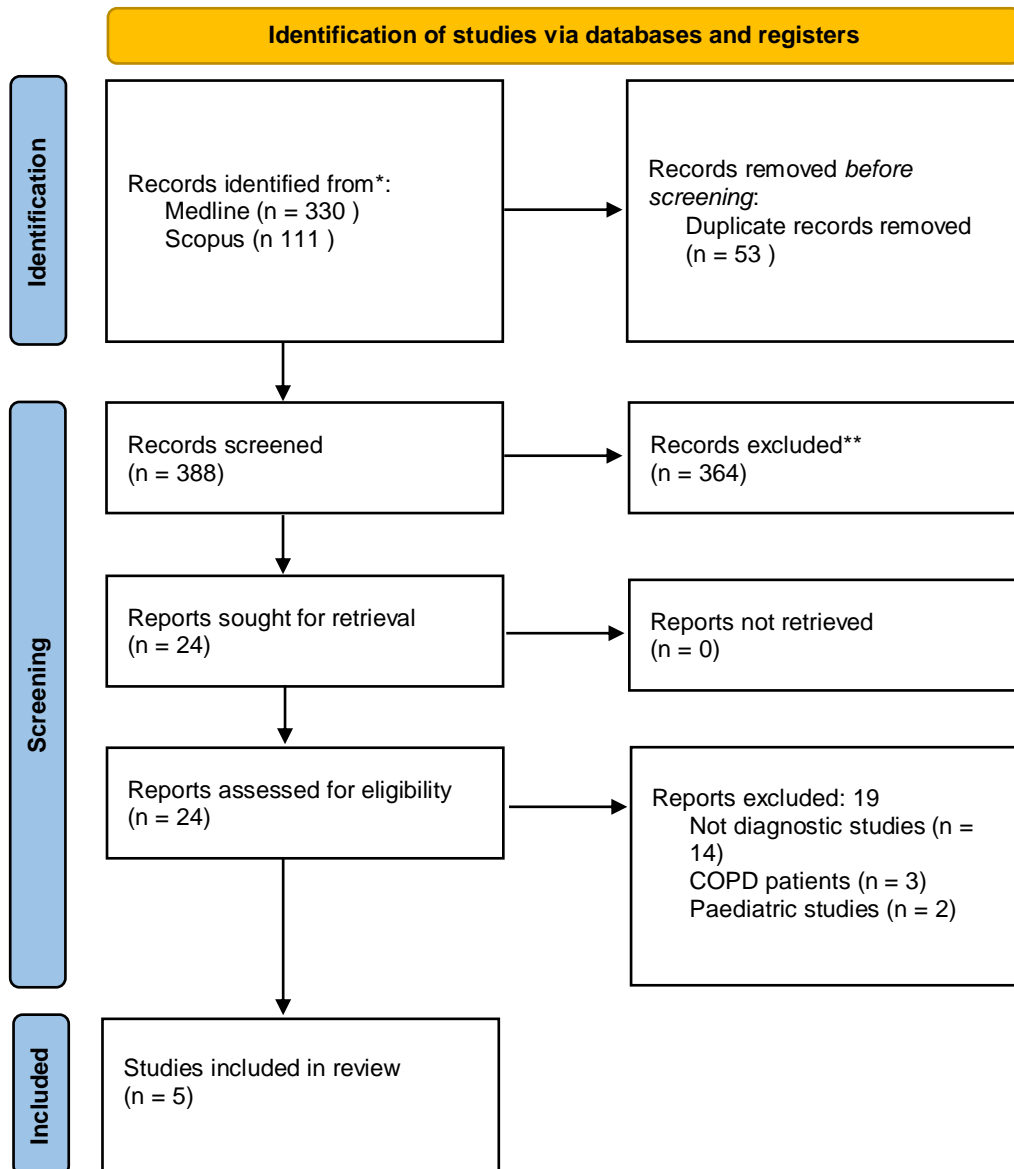 Identification of studies via databases and registers
Identification
Records identified from*:
Medline (n = 330 )
Scopus (n 111 )
Records removed before
screening:
Duplicate records removed
(n = 53 )
Screening
Records screened
(n = 388)
Records excluded**
(n = 364)
Reports sought for retrieval
(n = 24)
Reports not retrieved
(n = 0)
Reports assessed for eligibility
(n = 24)
Reports excluded: 19
Not diagnostic studies (n =
14)
COPD patients (n = 3)
Paediatric studies (n = 2)
Included
Studies included in review
(n = 5)